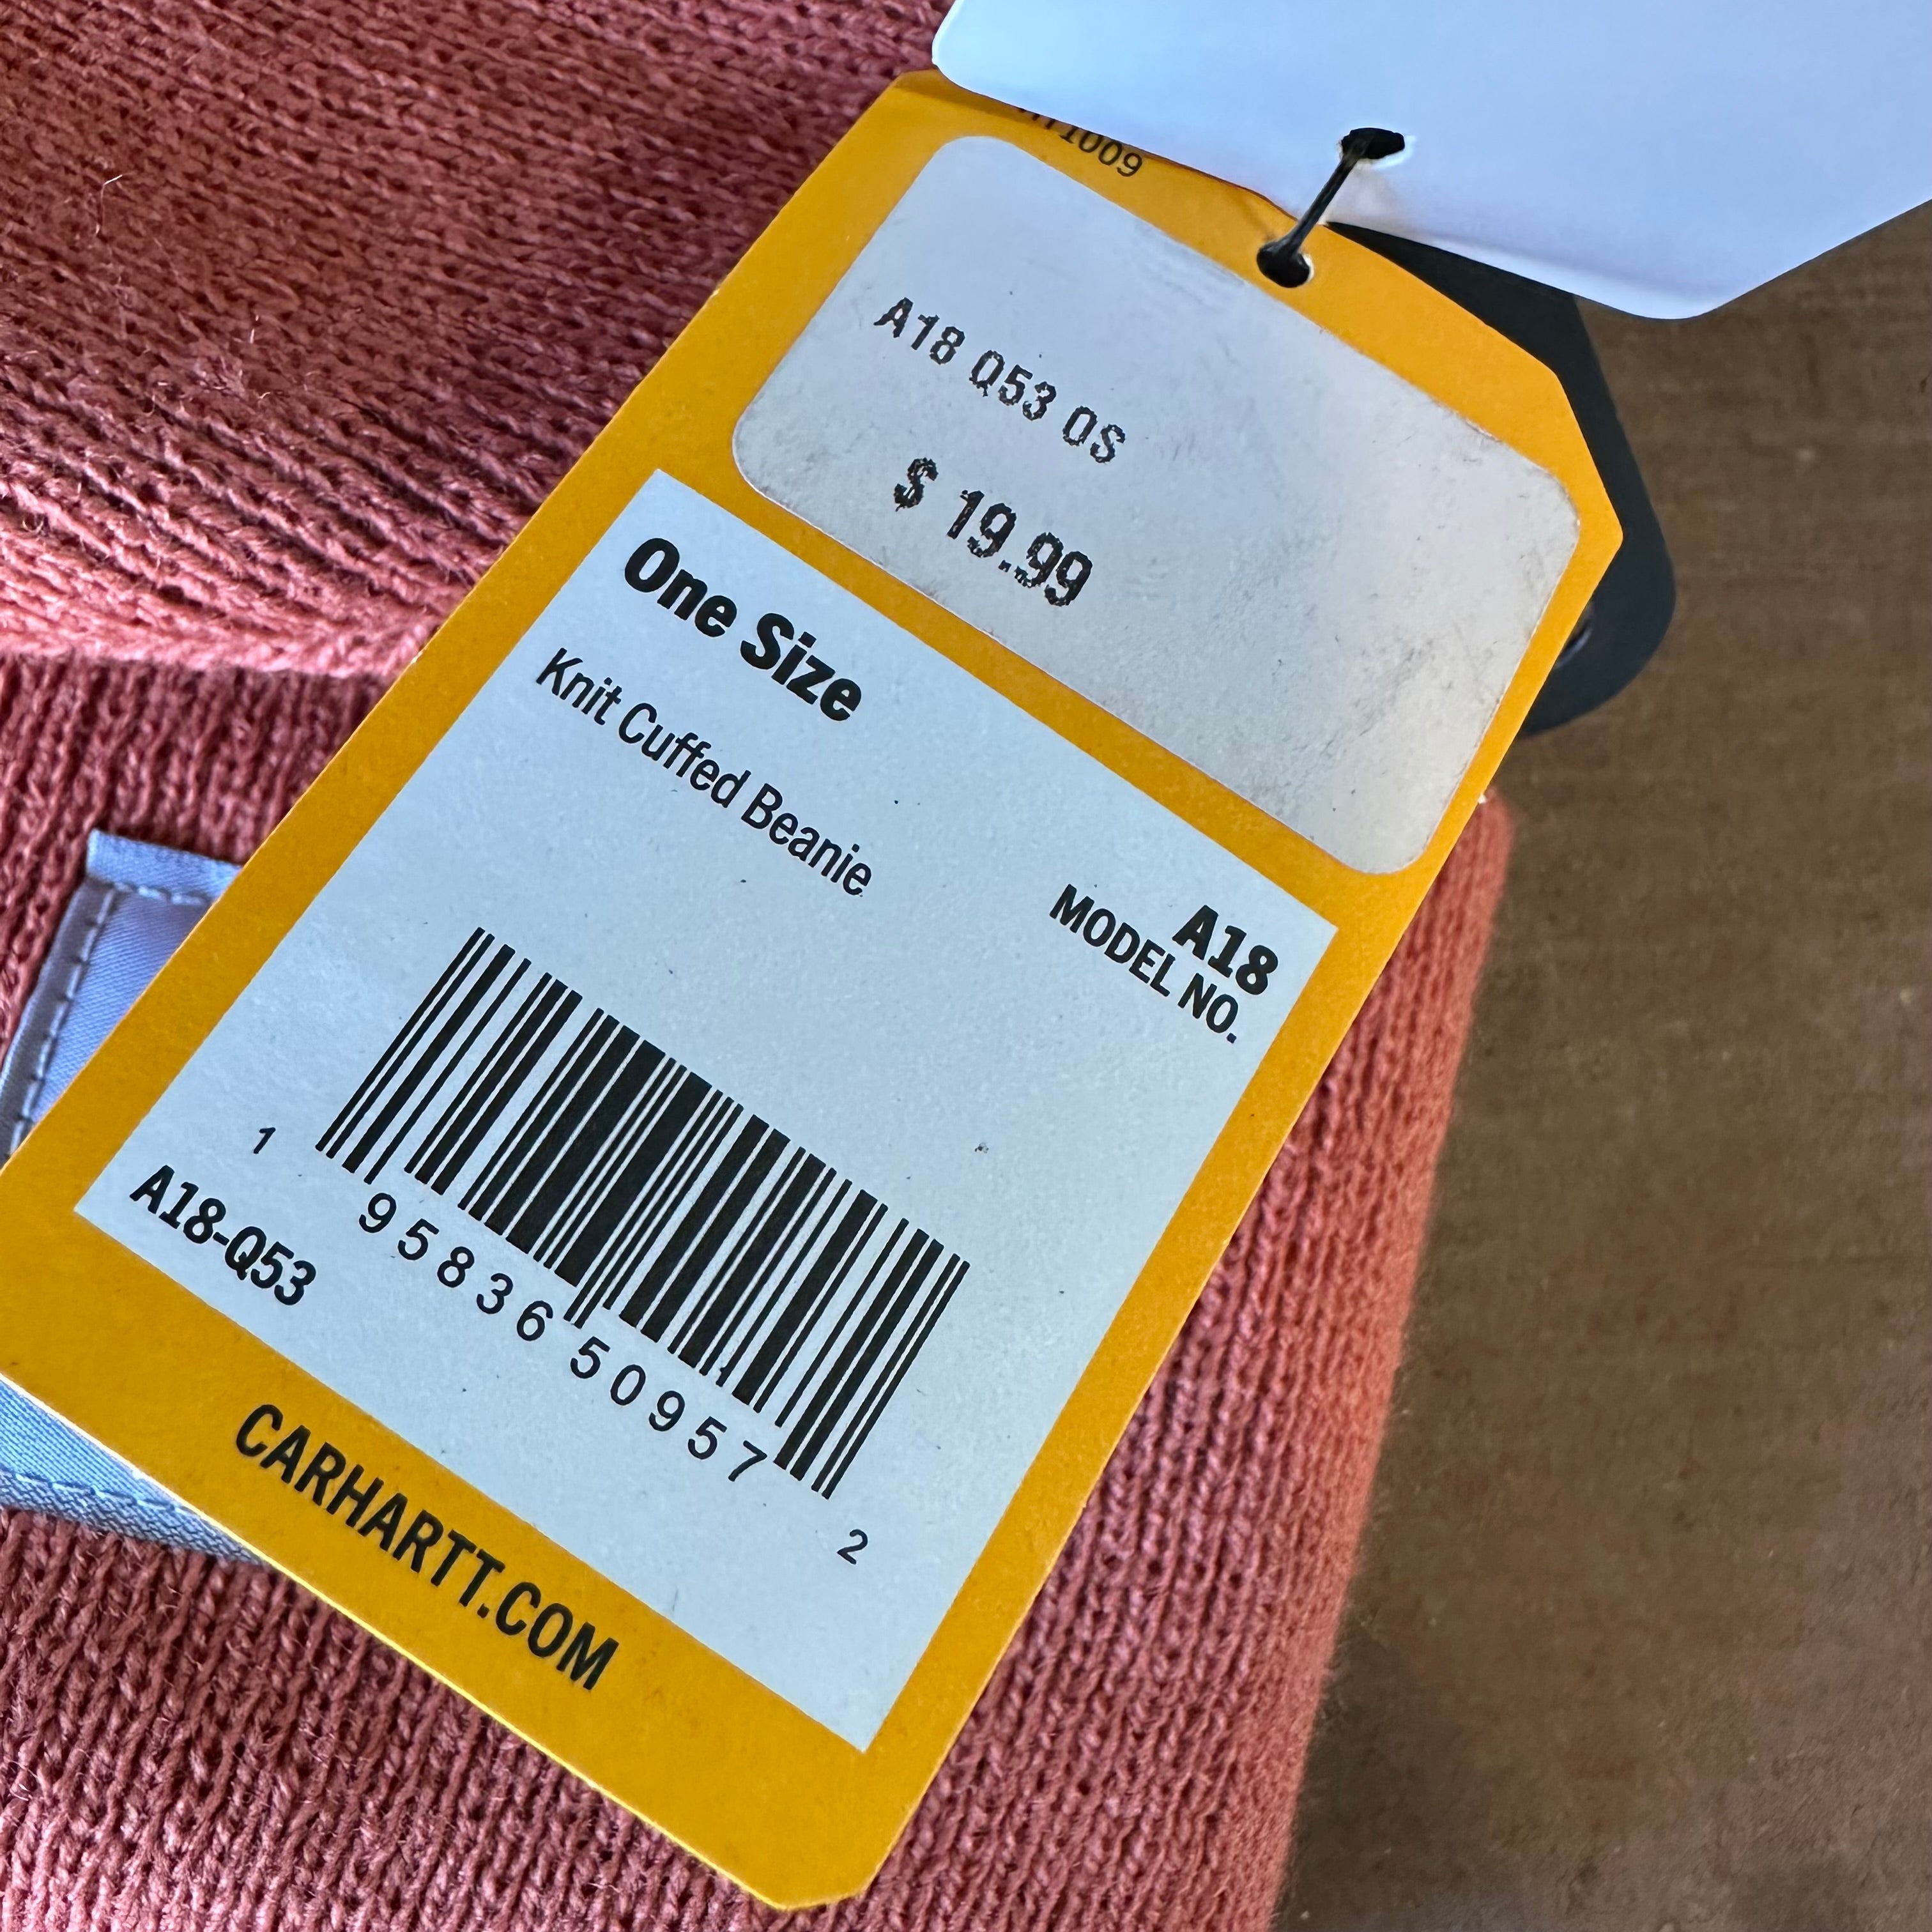 1009
A18 Q53 OS
$ 19.99
One Size
Knit Cuffed Beanie
A18
MODEL NO.
1 95836 50957 2
A18-Q53
CARHARTT.COM